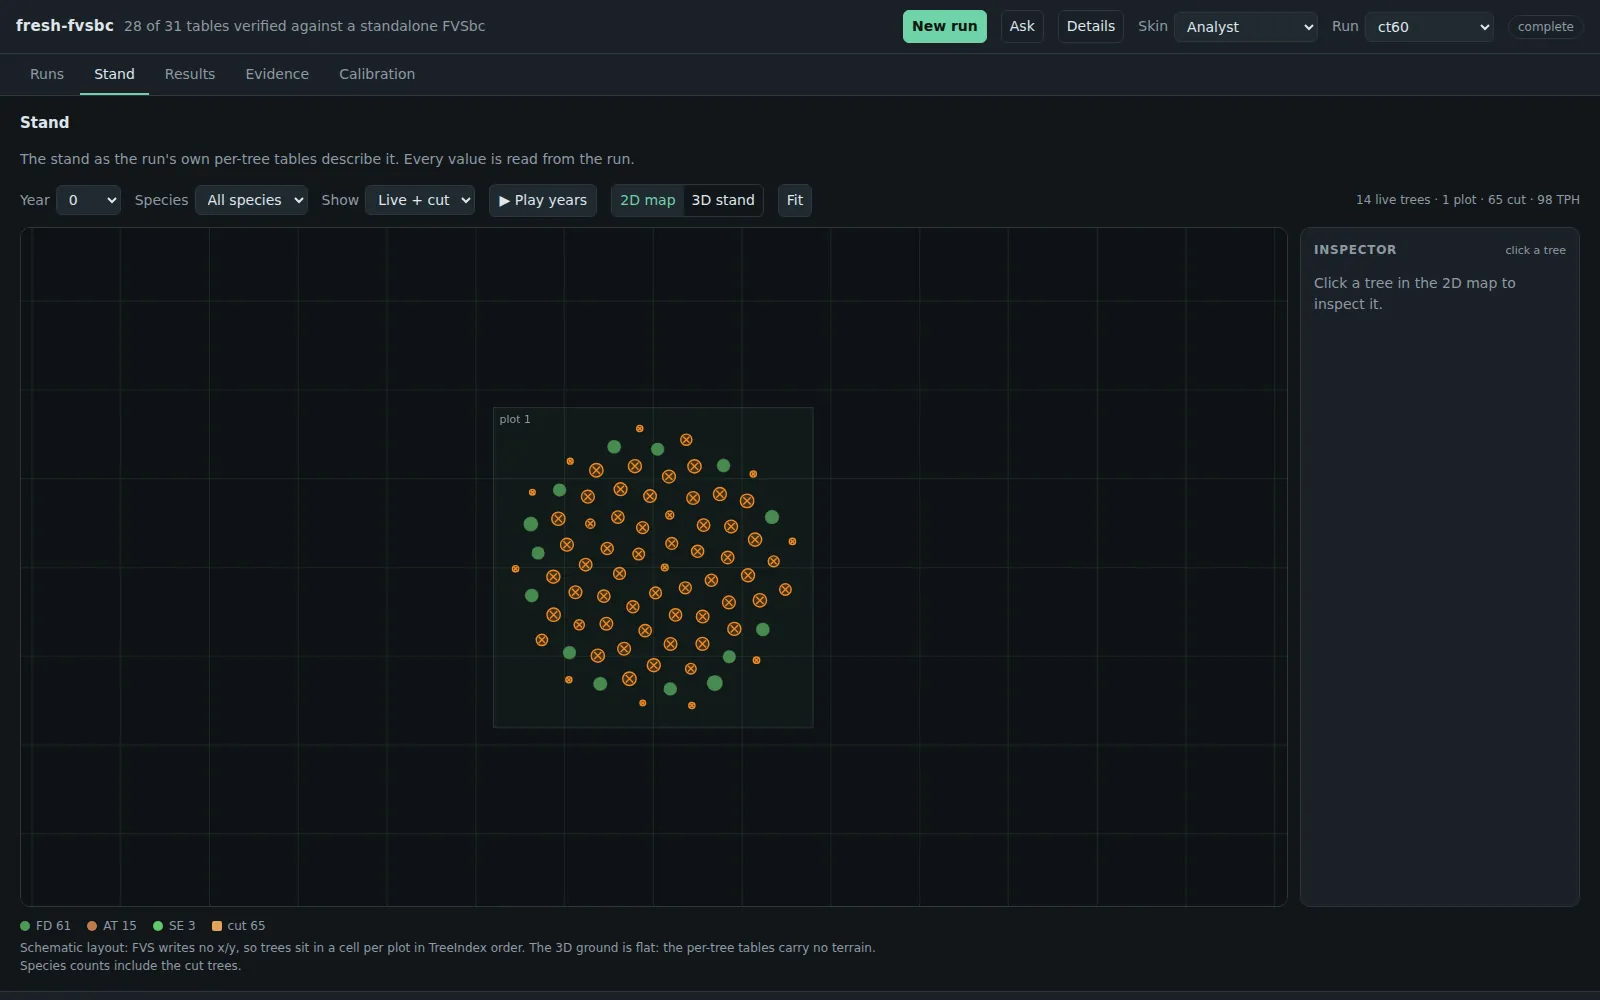 fresh-fvsbc 28 of 31 tables verified against a standalone FVSbc New run Ask Details Skin Analyst Run ct60 complete
Runs Stand Results Evidence Calibration
Stand
The stand as the run's own per-tree tables describe it. Every value is read from the run.
Year 0 Species All species Show Live + cut ▶ Play years 2D map 3D stand Fit 14 live trees · 1 plot · 65 cut · 98 TPH
INSPECTOR click a tree
Click a tree in the 2D map to
inspect it.
plot 1
FD 61 AT 15 SE 3 cut 65
Schematic layout: FVS writes no x/y, so trees sit in a cell per plot in TreeIndex order. The 3D ground is flat: the per-tree tables carry no terrain.
Species counts include the cut trees.